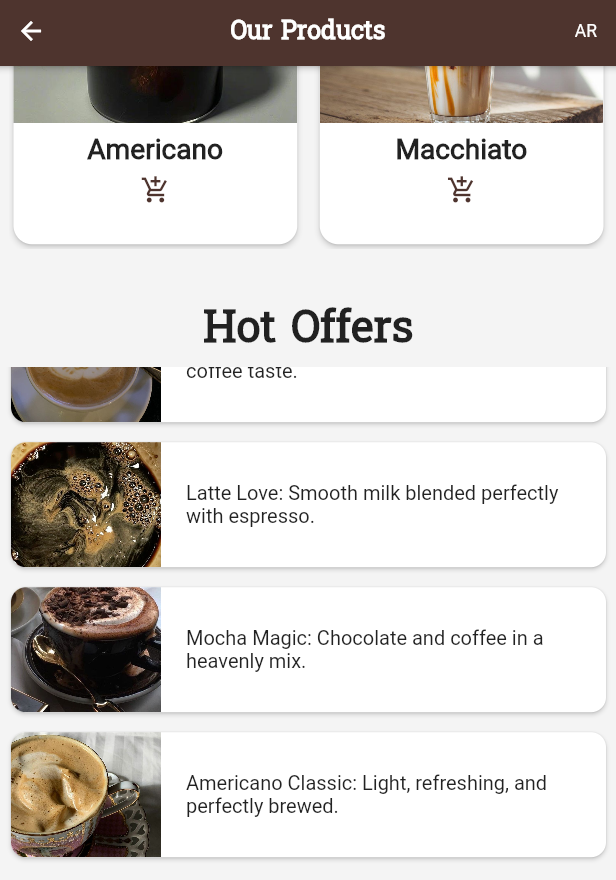 Our Products
AR
Americano
Macchiato
Hot Offers
coffee taste.
Latte Love: Smooth milk blended perfectly
with espresso.
Mocha Magic: Chocolate and coffee in a
heavenly mix.
Americano Classic: Light, refreshing, and
perfectly brewed.